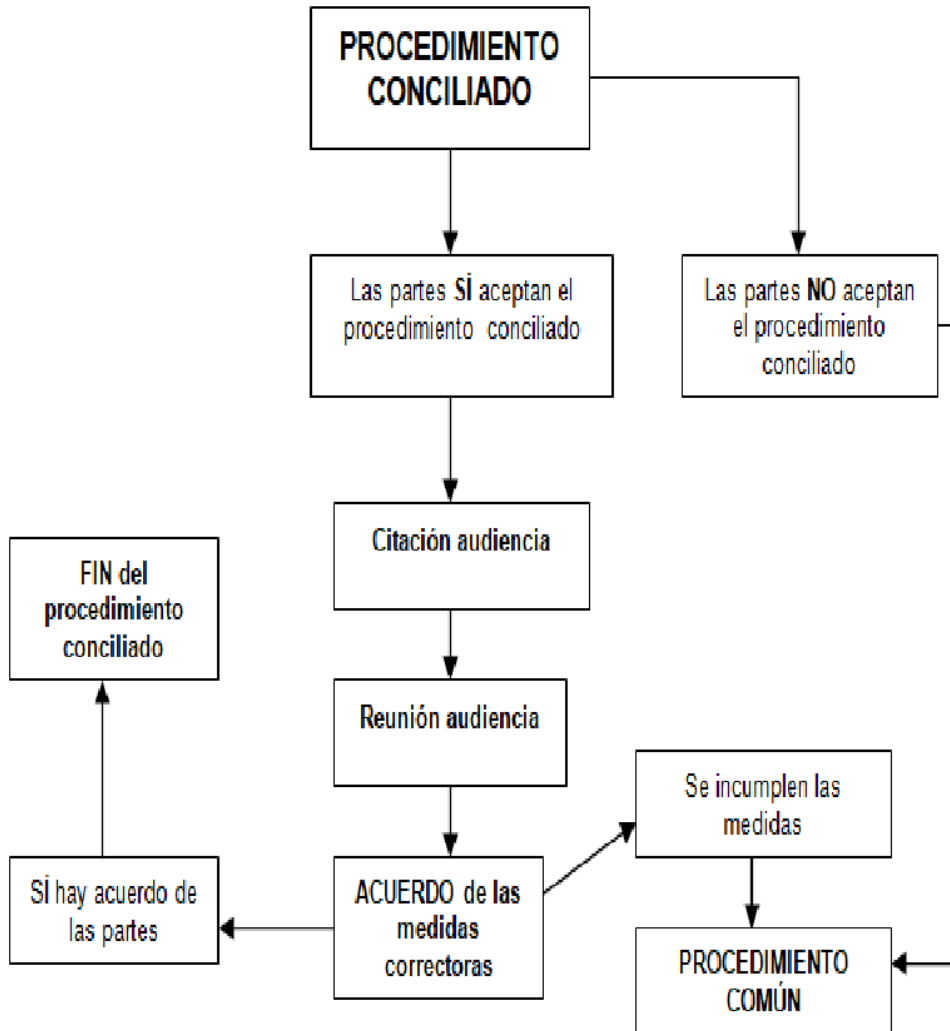 PROCEDIMIENTO
CONCILIADO
Las partes SÍ aceptan el
procedimiento conciliado
Las partes NO aceptan
el procedimiento
conciliado
Citación audiencia
FIN del
procedimiento
conciliado
Reunión audiencia
Se incumplen las
medidas
SÍ hay acuerdo de
las partes
ACUERDO de las
medidas
correctoras
PROCEDIMIENTO
COMÚN